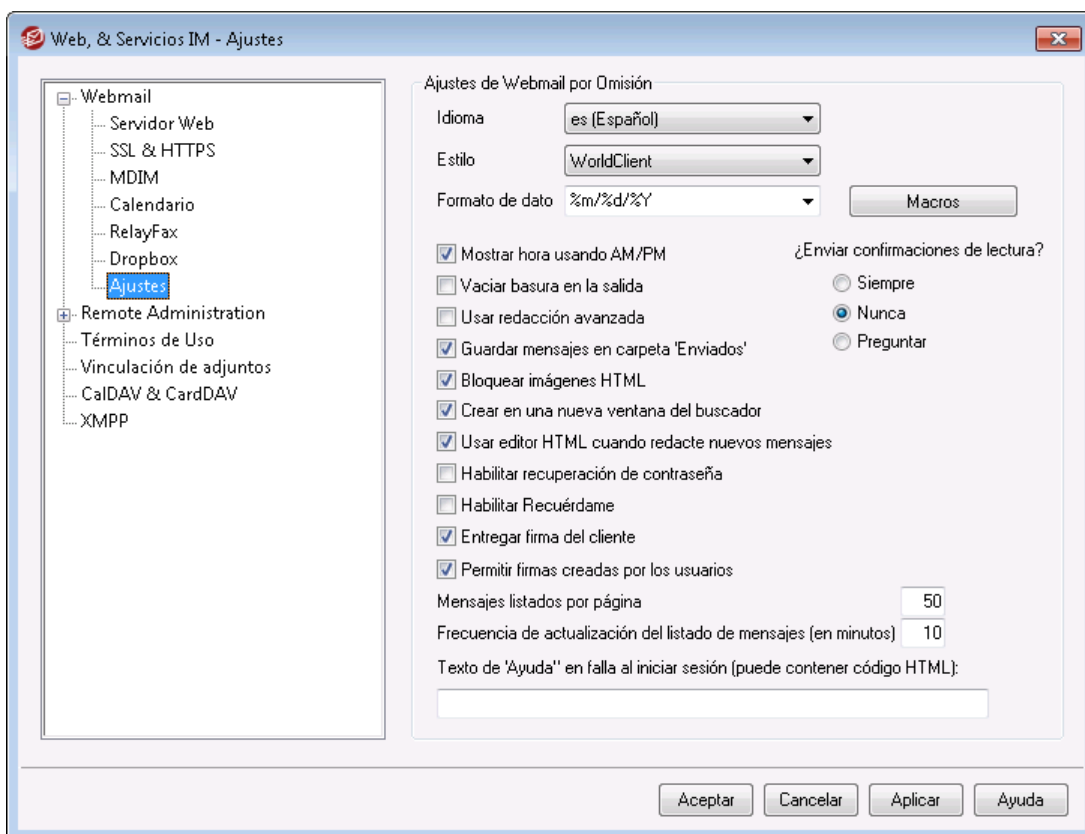 Web, & Servicios IM - Ajustes
Webmail
Servidor Web
SSL & HTTPS
MDIM
Calendario
RelayFax
Dropbox
Ajustes
Remote Administration
Términos de Uso
Vinculación de adjuntos
CalDAV & CardDAV
XMPP
Ajustes de Webmail por Omisión
Idioma es (Español)
Estilo WorldClient
Formato de dato %m/%d/%Y Macros
Mostrar hora usando AM/PM
Vaciar basura en la salida
Usar redacción avanzada
Guardar mensajes en carpeta 'Enviados'
Bloquear imágenes HTML
Crear en una nueva ventana del buscador
Usar editor HTML cuando redacte nuevos mensajes
Habilitar recuperación de contraseña
Habilitar Recuérdame
Entregar firma del cliente
Permitir firmas creadas por los usuarios
¿Enviar confirmaciones de lectura?
Siempre
Nunca
Preguntar
Mensajes listados por página 50
Frecuencia de actualización del listado de mensajes (en minutos) 10
Texto de 'Ayuda'' en falla al iniciar sesión (puede contener código HTML):
Aceptar Cancelar Aplicar Ayuda